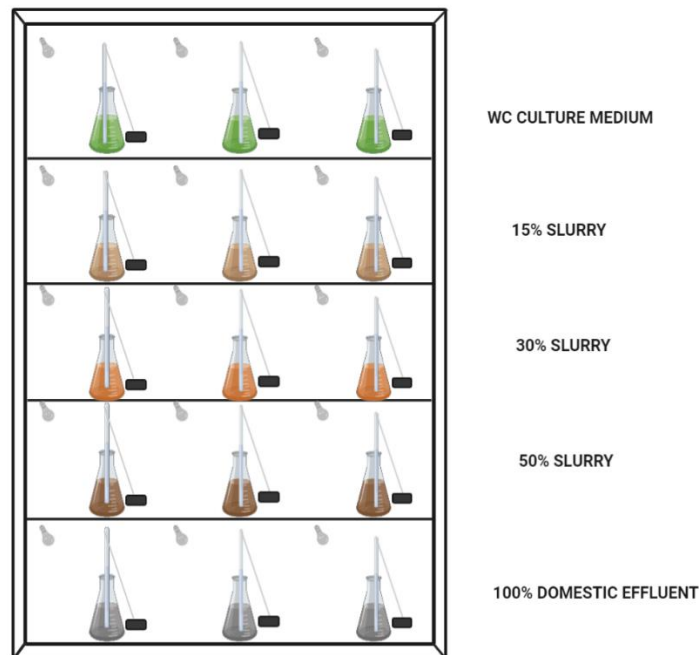 WC CULTURE MEDIUM
15% SLURRY
30% SLURRY
50% SLURRY
100% DOMESTIC EFFLUENT